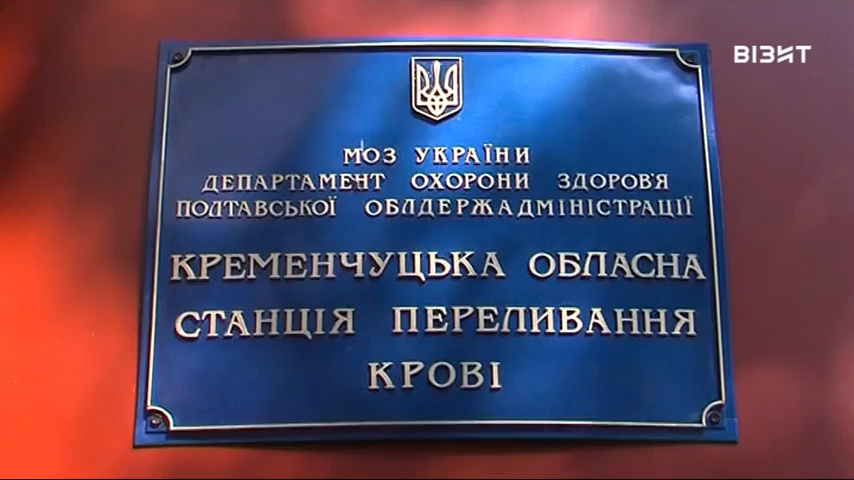 ВІЗИТ
МОЗ УКРАЇНИ
ДЕПАРТАМЕНТ ОХОРОНИ ЗДОРОВ'Я
ПОЛТАВСЬКОЇ ОБЛДЕРЖАДМІНІСТРАЦІЇ
КРЕМЕНЧУЦЬКА ОБЛАСНА
СТАНЦІЯ ПЕРЕЛИВАННЯ
КРОВІ